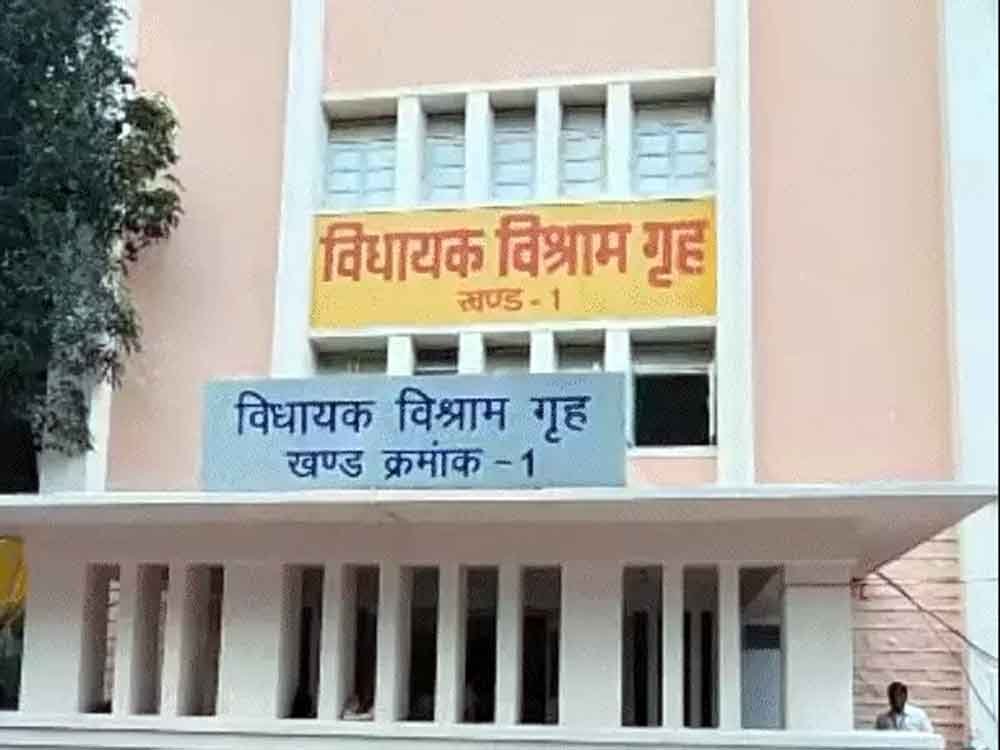 विधायक विश्राम गृह
खण्ड - 1
विधायक विश्राम गृह
खण्ड क्रमांक - 1